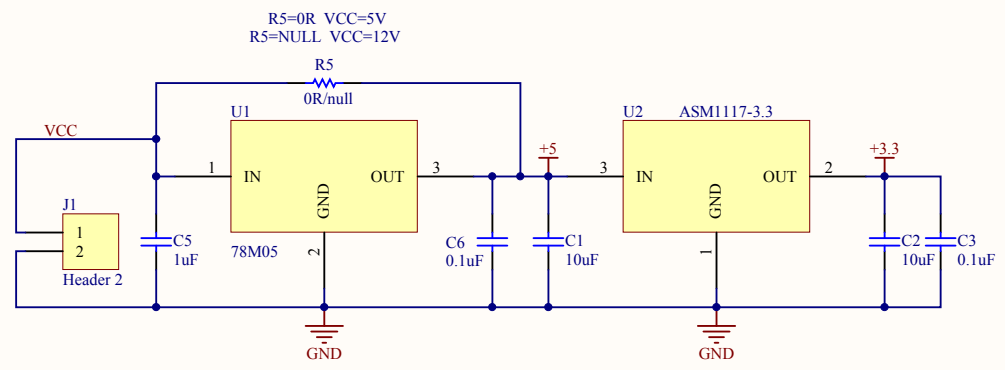 R5=0R VCC=5V
R5=NULL VCC=12V
R5
0R/null
U1
U2 ASM1117-3.3
VCC
+5
+3.3
1 IN OUT 3
3 IN OUT 2
GND
GND
J1
1
2
Header 2
C5
1uF
78M05
2
C6
0.1uF
C1
10uF
1
C2
10uF
C3
0.1uF
GND
GND